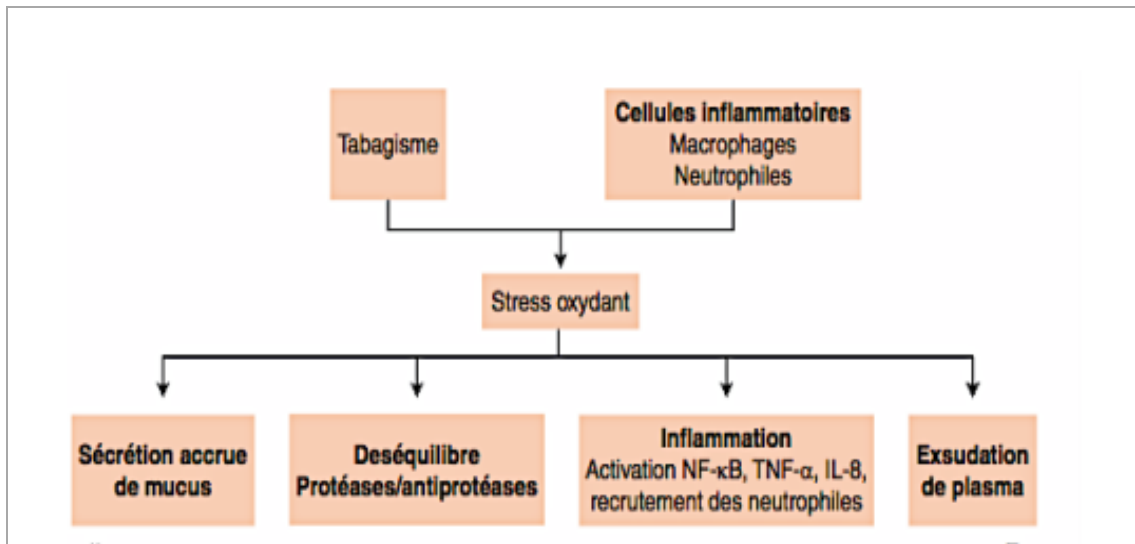 Tabagisme
Cellules inflammatoires
Macrophages
Neutrophiles
Stress oxydant
Sécrétion accrue
de mucus
Deséquilibre
Protéases/antiprotéases
Inflammation
Activation NF-κB, TNF-α, IL-8,
recrutement des neutrophiles
Exsudation
de plasma